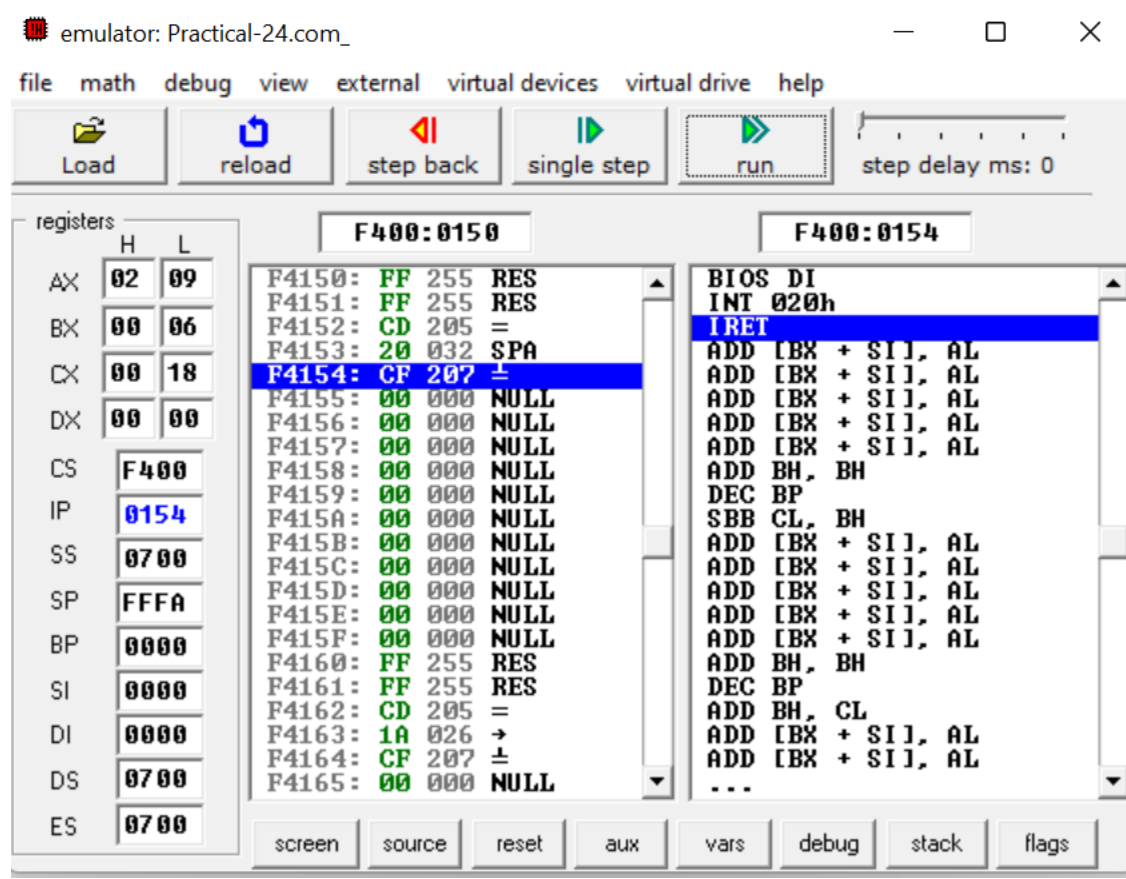 emulator: Practical-24.com_
file math debug view external virtual devices virtual drive help
Load reload step back single step run step delay ms: 0
registers
H L
AX 02 09
BX 00 06
CX 00 18
DX 00 00
CS F400
IP 0154
SS 0700
SP FFFA
BP 0000
SI 0000
DI 0000
DS 0700
ES 0700
F400:0150
F4150: FF 255 RES
F4151: FF 255 RES
F4152: CD 205 =
F4153: 20 032 SPA
F4154: CF 207 ╧
F4155: 00 000 NULL
F4156: 00 000 NULL
F4157: 00 000 NULL
F4158: 00 000 NULL
F4159: 00 000 NULL
F415A: 00 000 NULL
F415B: 00 000 NULL
F415C: 00 000 NULL
F415D: 00 000 NULL
F415E: 00 000 NULL
F415F: 00 000 NULL
F4160: FF 255 RES
F4161: FF 255 RES
F4162: CD 205 =
F4163: 1A 026 →
F4164: CF 207 ╧
F4165: 00 000 NULL
F400:0154
BIOS DI
INT 020h
IRET
ADD [BX + SI], AL
ADD [BX + SI], AL
ADD [BX + SI], AL
ADD [BX + SI], AL
ADD [BX + SI], AL
ADD BH, BH
DEC BP
SBB CL, BH
ADD [BX + SI], AL
ADD [BX + SI], AL
ADD [BX + SI], AL
ADD [BX + SI], AL
ADD [BX + SI], AL
ADD BH, BH
DEC BP
ADD BH, CL
ADD [BX + SI], AL
ADD [BX + SI], AL
...
screen source reset aux vars debug stack flags